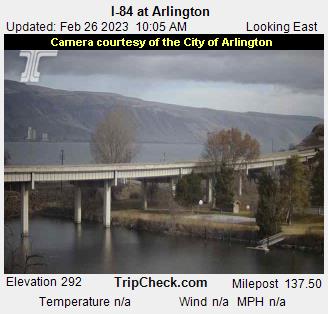 I-84 at Arlington
Updated: Feb 26 2023 10:05 AM Looking East
Camera courtesy of the City of Arlington
Elevation 292 TripCheck.com Milepost 137.50
Temperature n/a Wind n/a MPH n/a